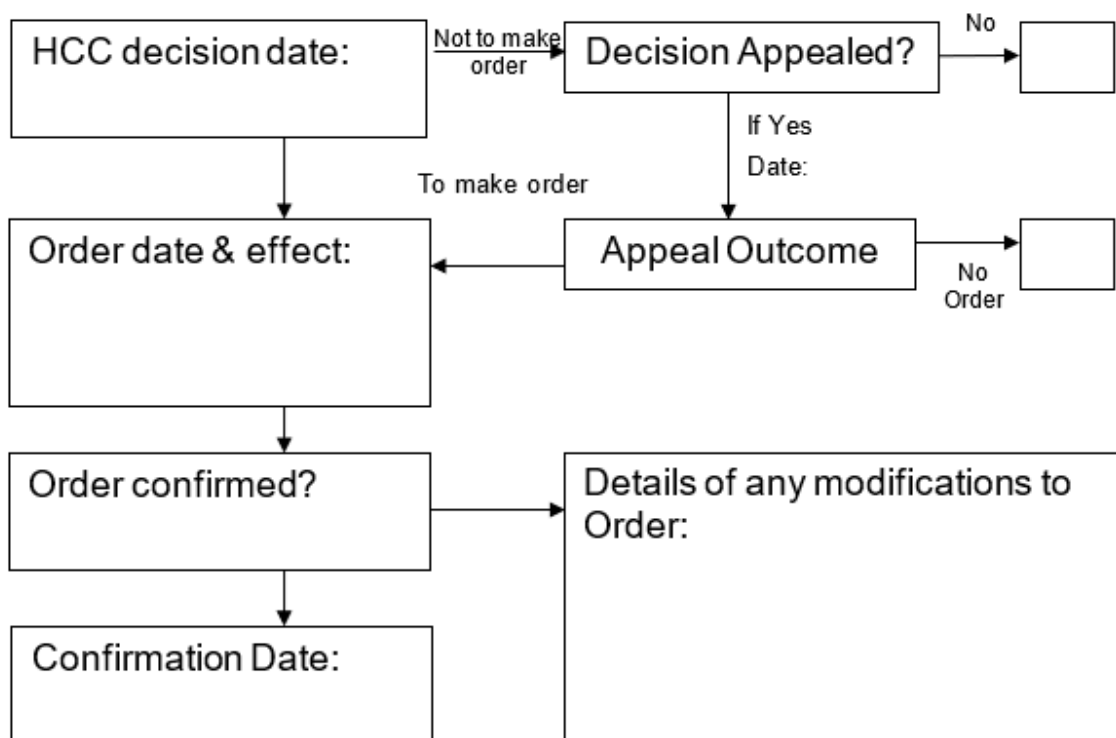 HCC decision date:
Not to make
order
Decision Appealed?
No
If Yes
Date:
To make order
Order date & effect:
Appeal Outcome
No
Order
Order confirmed?
Details of any modifications to
Order:
Confirmation Date: